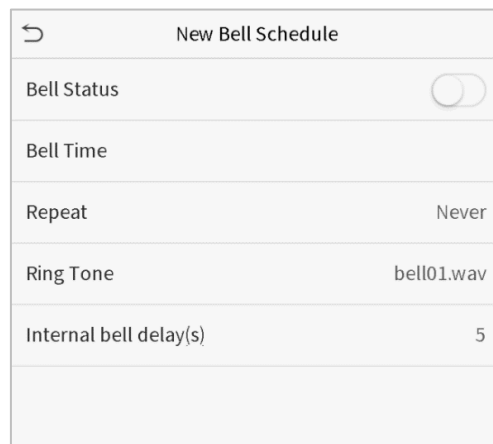 New Bell Schedule
Bell Status
Bell Time
Repeat Never
Ring Tone bell01.wav
Internal bell delay(s) 5